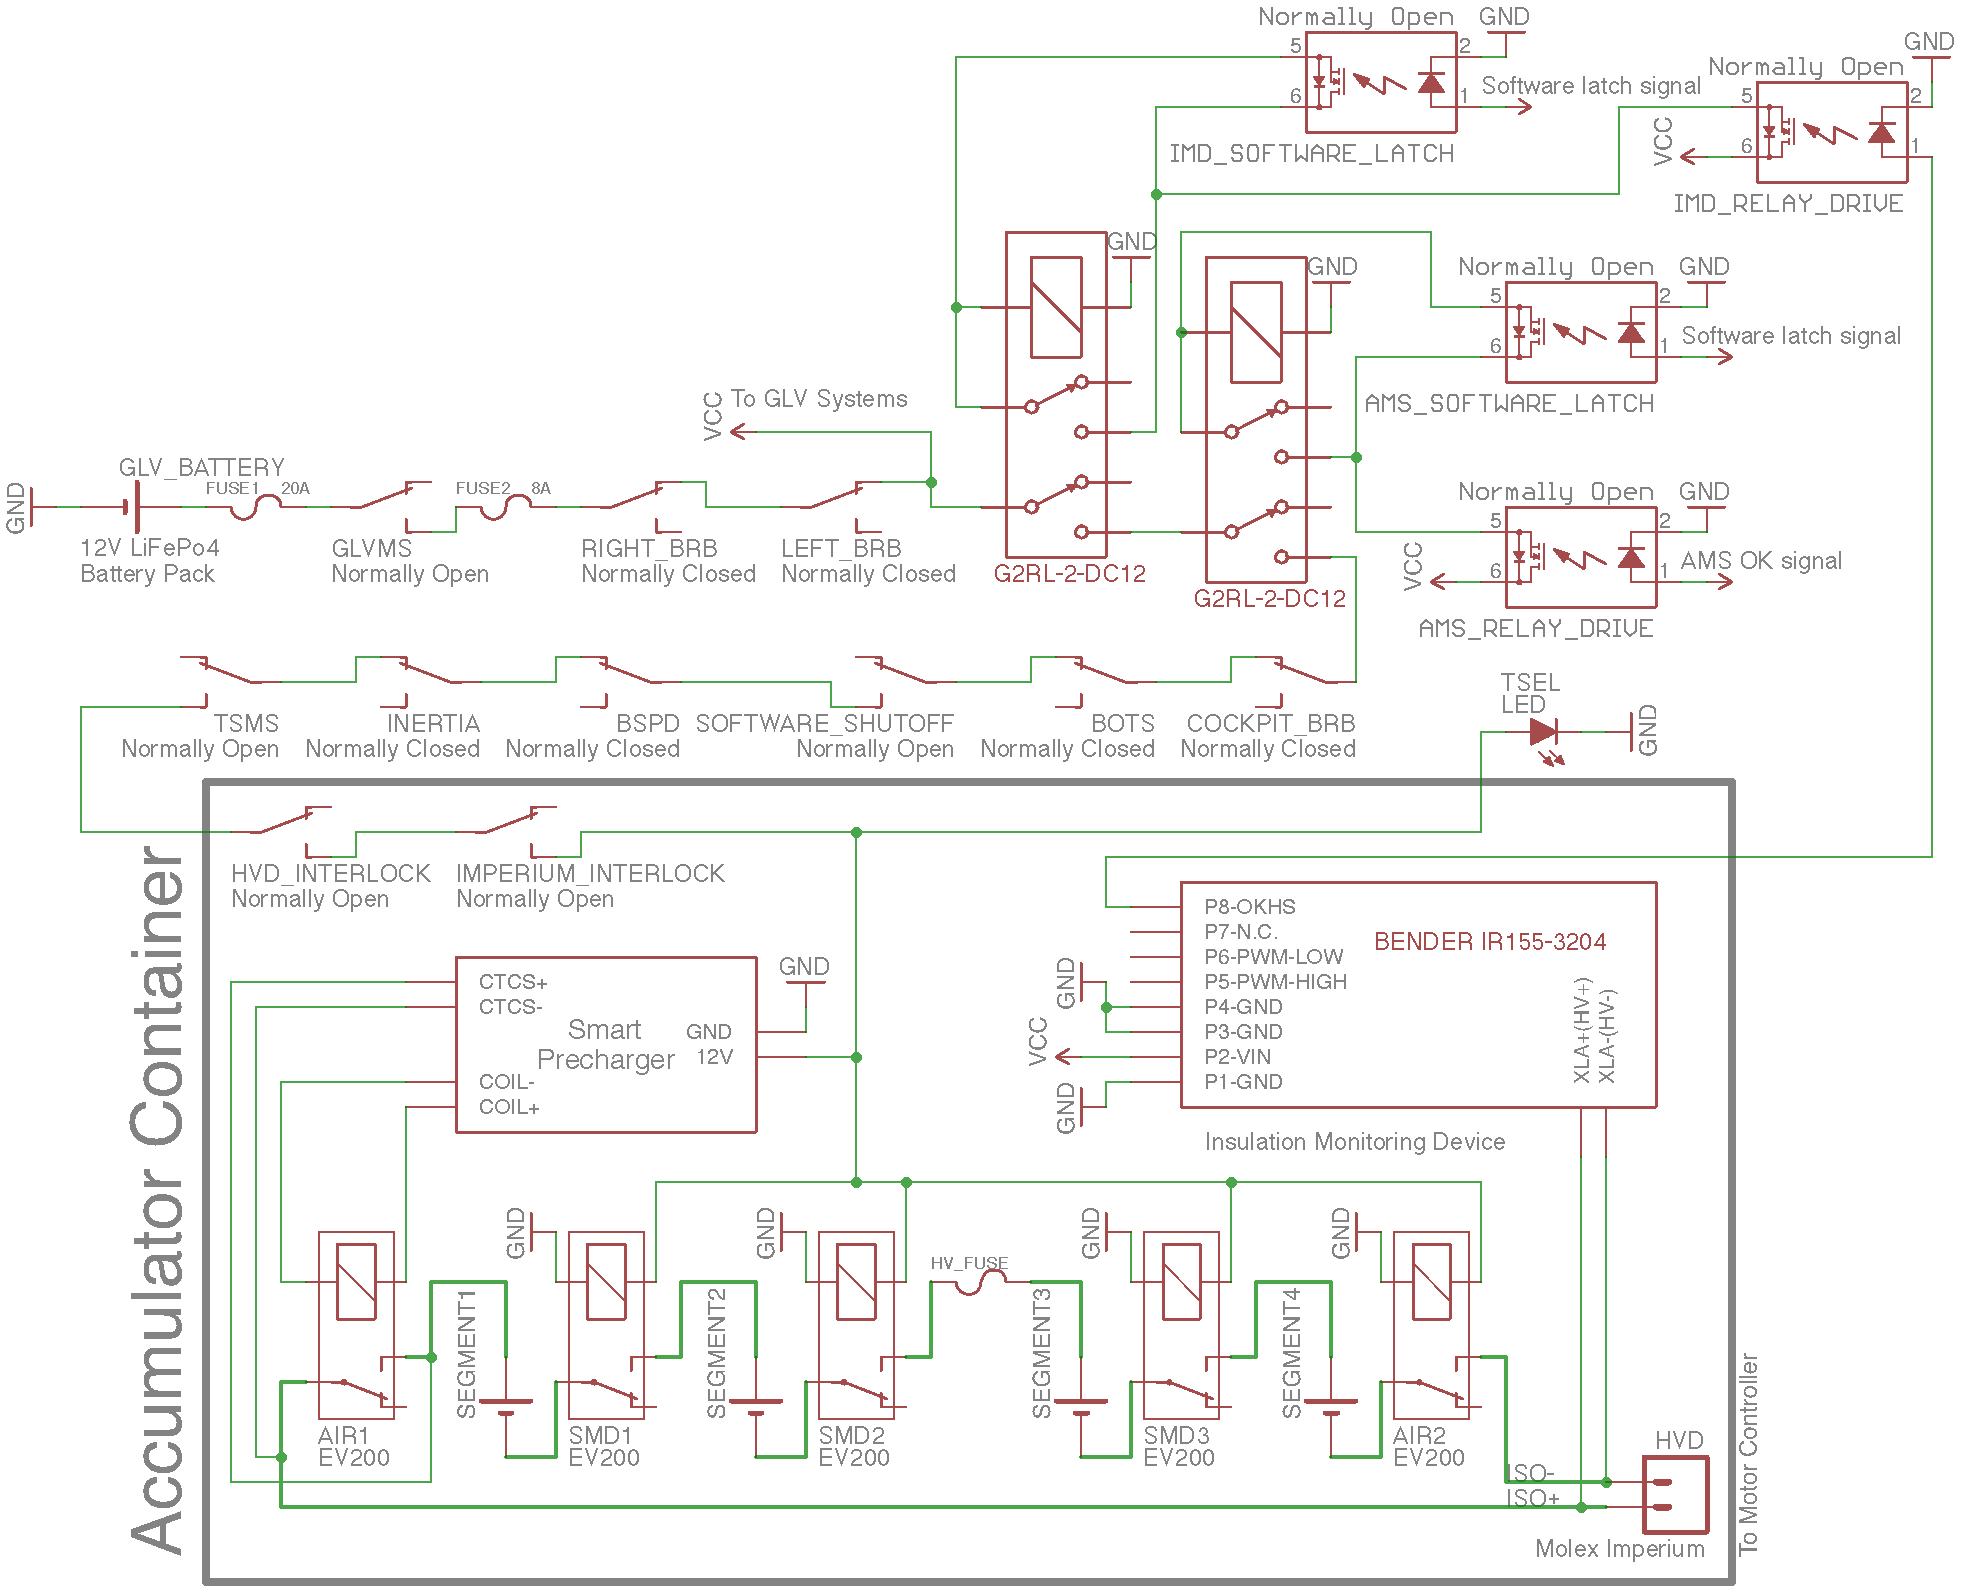 Normally Open
GND
5
2
Software latch signal
6
1
IMD_SOFTWARE_LATCH
GND
Normally Open
5
2
VCC
6
1
IMD_RELAY_DRIVE
GND
GND
Normally Open
GND
5
2
Software latch signal
6
1
AMS_SOFTWARE_LATCH
VCC
To GLV Systems
G2RL-2-DC12
G2RL-2-DC12
Normally Open
GND
5
2
VCC
AMS OK signal
6
1
AMS_RELAY_DRIVE
GND
GLV_BATTERY
12V LiFePo4
Battery Pack
FUSE1
20A
GLVMS
Normally Open
FUSE2
8A
RIGHT_BRB
Normally Closed
LEFT_BRB
Normally Closed
TSMS
Normally Open
INERTIA
Normally Closed
BSPD
Normally Closed
SOFTWARE_SHUTOFF
Normally Open
BOTS
Normally Closed
COCKPIT_BRB
Normally Closed
TSEL
LED
GND
Accumulator Container
HVD_INTERLOCK
Normally Open
IMPERIUM_INTERLOCK
Normally Open
CTCS+
CTCS-
Smart
Precharger
GND
12V
COIL-
COIL+
GND
P8-OKHS
P7-N.C.
P6-PWM-LOW
P5-PWM-HIGH
P4-GND
P3-GND
P2-VIN
P1-GND
BENDER IR155-3204
XLA+(HV+)
XLA-(HV-)
GND
VCC
GND
Insulation Monitoring Device
AIR1
EV200
SEGMENT1
GND
SMD1
EV200
SEGMENT2
GND
SMD2
EV200
HV_FUSE
SEGMENT3
GND
SMD3
EV200
SEGMENT4
GND
AIR2
EV200
ISO-
ISO+
HVD
Molex Imperium
To Motor Controller